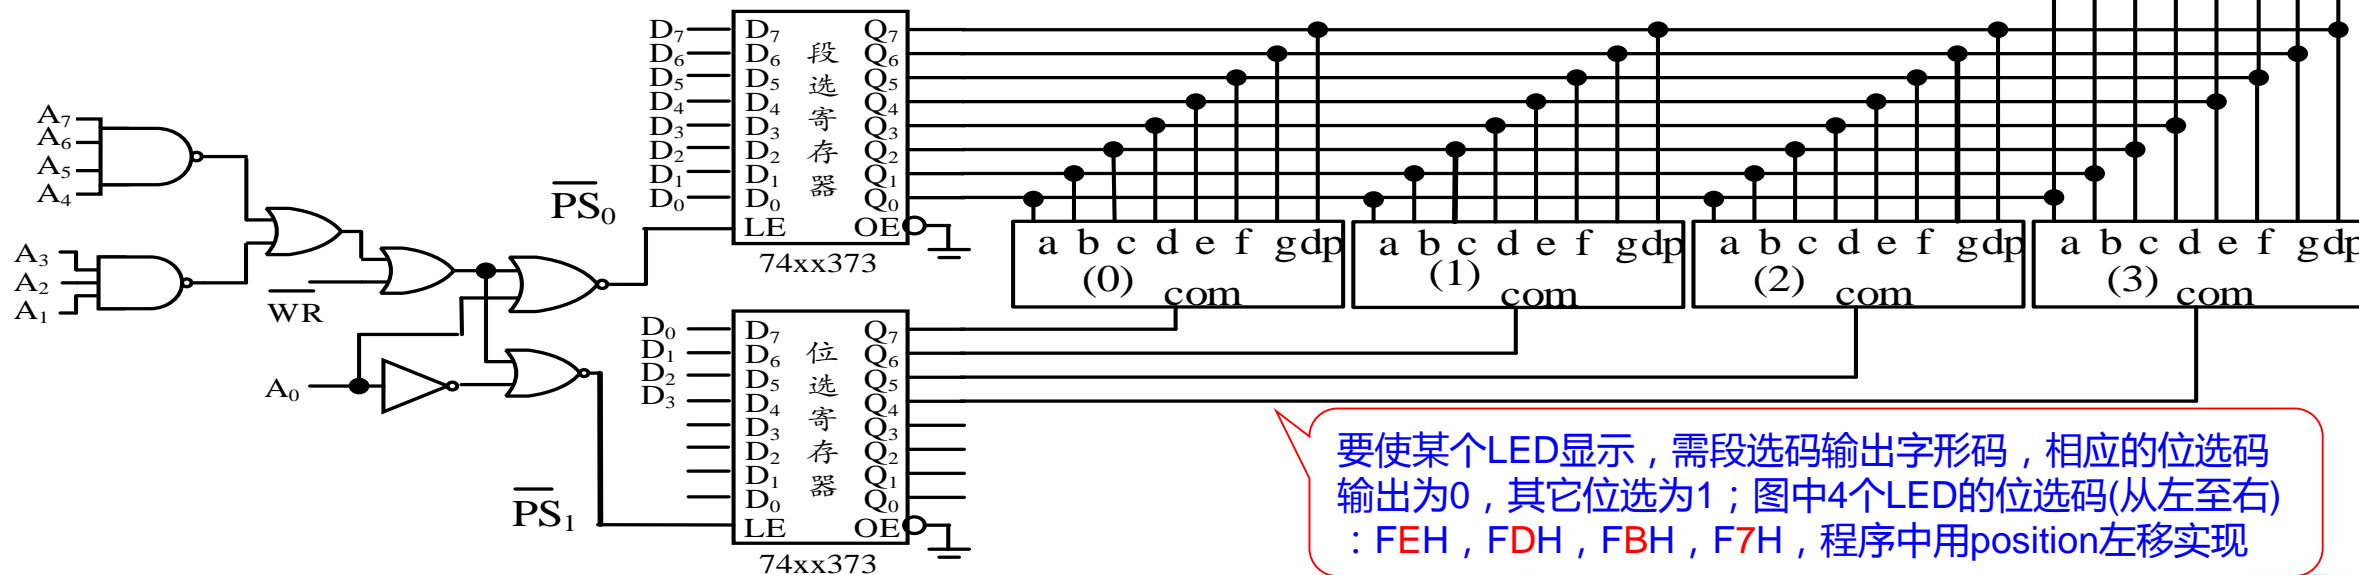 A7
A6
A5
A4
A3
A2
A1
WR
A0
PS0
PS1
D7 D7 Q7
D6 D6 Q6
D5 D5 Q5
D4 D4 Q4
D3 D3 Q3
D2 D2 Q2
D1 D1 Q1
D0 D0 Q0
段选寄存器
LE OE
74xx373
D0 D7 Q7
D1 D6 Q6
D2 D5 Q5
D3 D4 Q4
D3 Q3
D2 Q2
D1 Q1
D0 Q0
位选寄存器
LE OE
74xx373
a b c d e f g dp
(0) com
a b c d e f g dp
(1) com
a b c d e f g dp
(2) com
a b c d e f g dp
(3) com
要使某个LED显示，需段选码输出字形码，相应的位选码
输出为0，其它位选为1；图中4个LED的位选码(从左至右)
：FEH，FDH，FBH，F7H，程序中用position左移实现